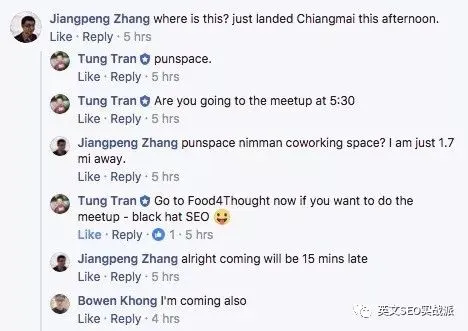 Jiangpeng Zhang where is this? just landed Chiangmai this afternoon.
Like · Reply · 5 hrs
Tung Tran punspace.
Like · Reply · 5 hrs
Tung Tran Are you going to the meetup at 5:30
Like · Reply · 5 hrs
Jiangpeng Zhang punspace nimman coworking space? I am just 1.7
mi away.
Like · Reply · 5 hrs
Tung Tran Go to Food4Thought now if you want to do the
meetup - black hat SEO 😀
Like · Reply · 1 · 5 hrs
Jiangpeng Zhang alright coming will be 15 mins late
Like · Reply · 5 hrs
Bowen Khong I'm coming also
Like · Reply · 4 hrs
英文SEO实战派